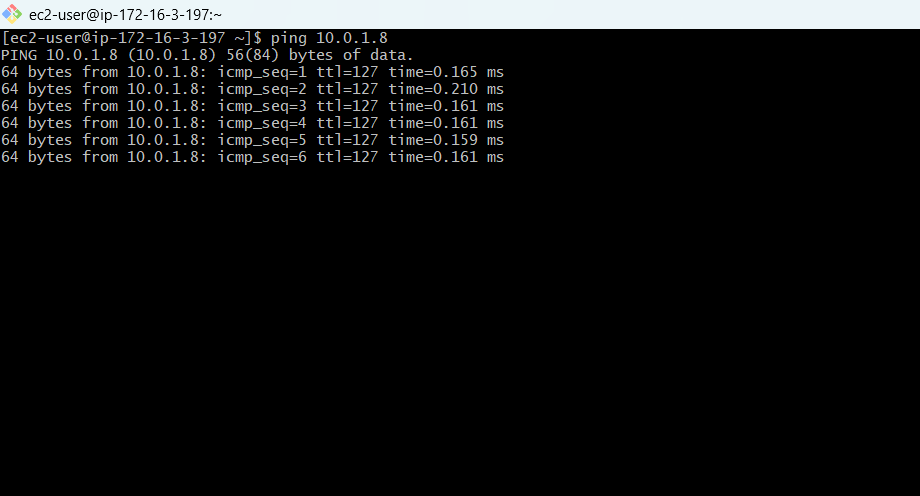 ec2-user@ip-172-16-3-197:~
[ec2-user@ip-172-16-3-197 ~]$ ping 10.0.1.8
PING 10.0.1.8 (10.0.1.8) 56(84) bytes of data.
64 bytes from 10.0.1.8: icmp_seq=1 ttl=127 time=0.165 ms
64 bytes from 10.0.1.8: icmp_seq=2 ttl=127 time=0.210 ms
64 bytes from 10.0.1.8: icmp_seq=3 ttl=127 time=0.161 ms
64 bytes from 10.0.1.8: icmp_seq=4 ttl=127 time=0.161 ms
64 bytes from 10.0.1.8: icmp_seq=5 ttl=127 time=0.159 ms
64 bytes from 10.0.1.8: icmp_seq=6 ttl=127 time=0.161 ms